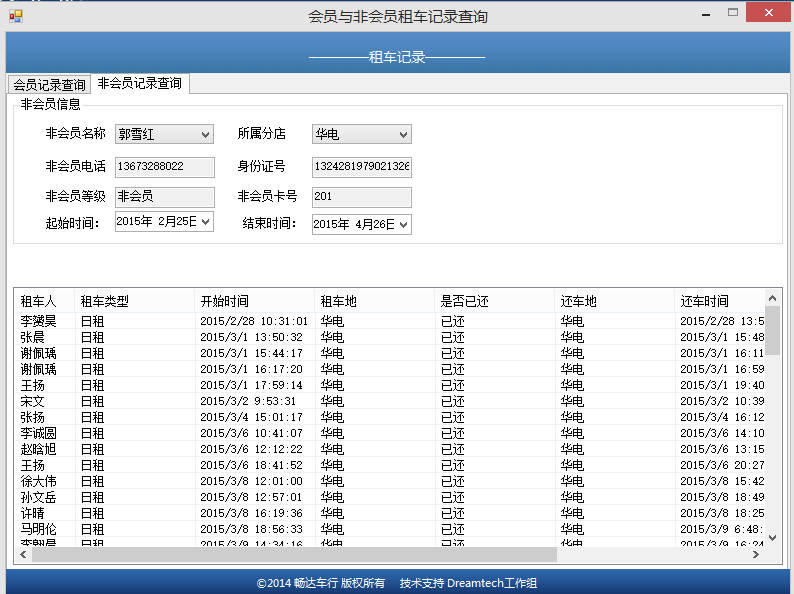 会员与非会员租车记录查询
租车记录
会员记录查询 非会员记录查询
非会员信息
非会员名称 郭雪红 所属分店 华电
非会员电话 13673288022 身份证号 1324281979021326
非会员等级 非会员 非会员卡号 201
起始时间： 2015年 2月25日 结束时间： 2015年 4月26日
租车人 租车类型 开始时间 租车地 是否已还 还车地 还车时间
李赟昊 日租 2015/2/28 10:31:01 华电 已还 华电 2015/2/28 13:5
张晨 日租 2015/3/1 13:50:32 华电 已还 华电 2015/3/1 15:48
谢佩瑀 日租 2015/3/1 15:44:17 华电 已还 华电 2015/3/1 16:11
谢佩瑀 日租 2015/3/1 16:17:20 华电 已还 华电 2015/3/1 16:59
王扬 日租 2015/3/1 17:59:14 华电 已还 华电 2015/3/1 19:40
宋文 日租 2015/3/2 9:53:31 华电 已还 华电 2015/3/2 10:39
张扬 日租 2015/3/4 15:01:17 华电 已还 华电 2015/3/4 16:12
李诚圆 日租 2015/3/6 10:41:07 华电 已还 华电 2015/3/6 14:10
赵晗旭 日租 2015/3/6 12:12:22 华电 已还 华电 2015/3/6 13:15
王扬 日租 2015/3/6 18:41:52 华电 已还 华电 2015/3/6 20:27
徐大伟 日租 2015/3/8 12:01:00 华电 已还 华电 2015/3/8 15:42
孙文岳 日租 2015/3/8 12:57:01 华电 已还 华电 2015/3/8 18:49
许晴 日租 2015/3/8 16:19:36 华电 已还 华电 2015/3/8 18:25
马明伦 日租 2015/3/8 18:56:33 华电 已还 华电 2015/3/9 6:48:
日租 2015/3/9 14:34:16 华电 已还 华电 2015/3/9 16:24
©2014 畅达车行 版权所有 技术支持 Dreamtech工作组